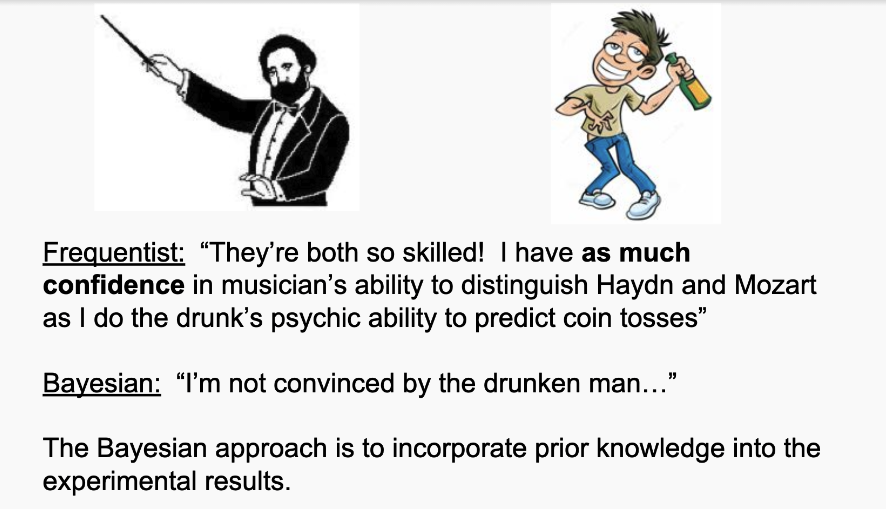 Frequentist: “They’re both so skilled! I have as much
confidence in musician’s ability to distinguish Haydn and Mozart
as I do the drunk’s psychic ability to predict coin tosses”
Bayesian: “I’m not convinced by the drunken man…”
The Bayesian approach is to incorporate prior knowledge into the
experimental results.